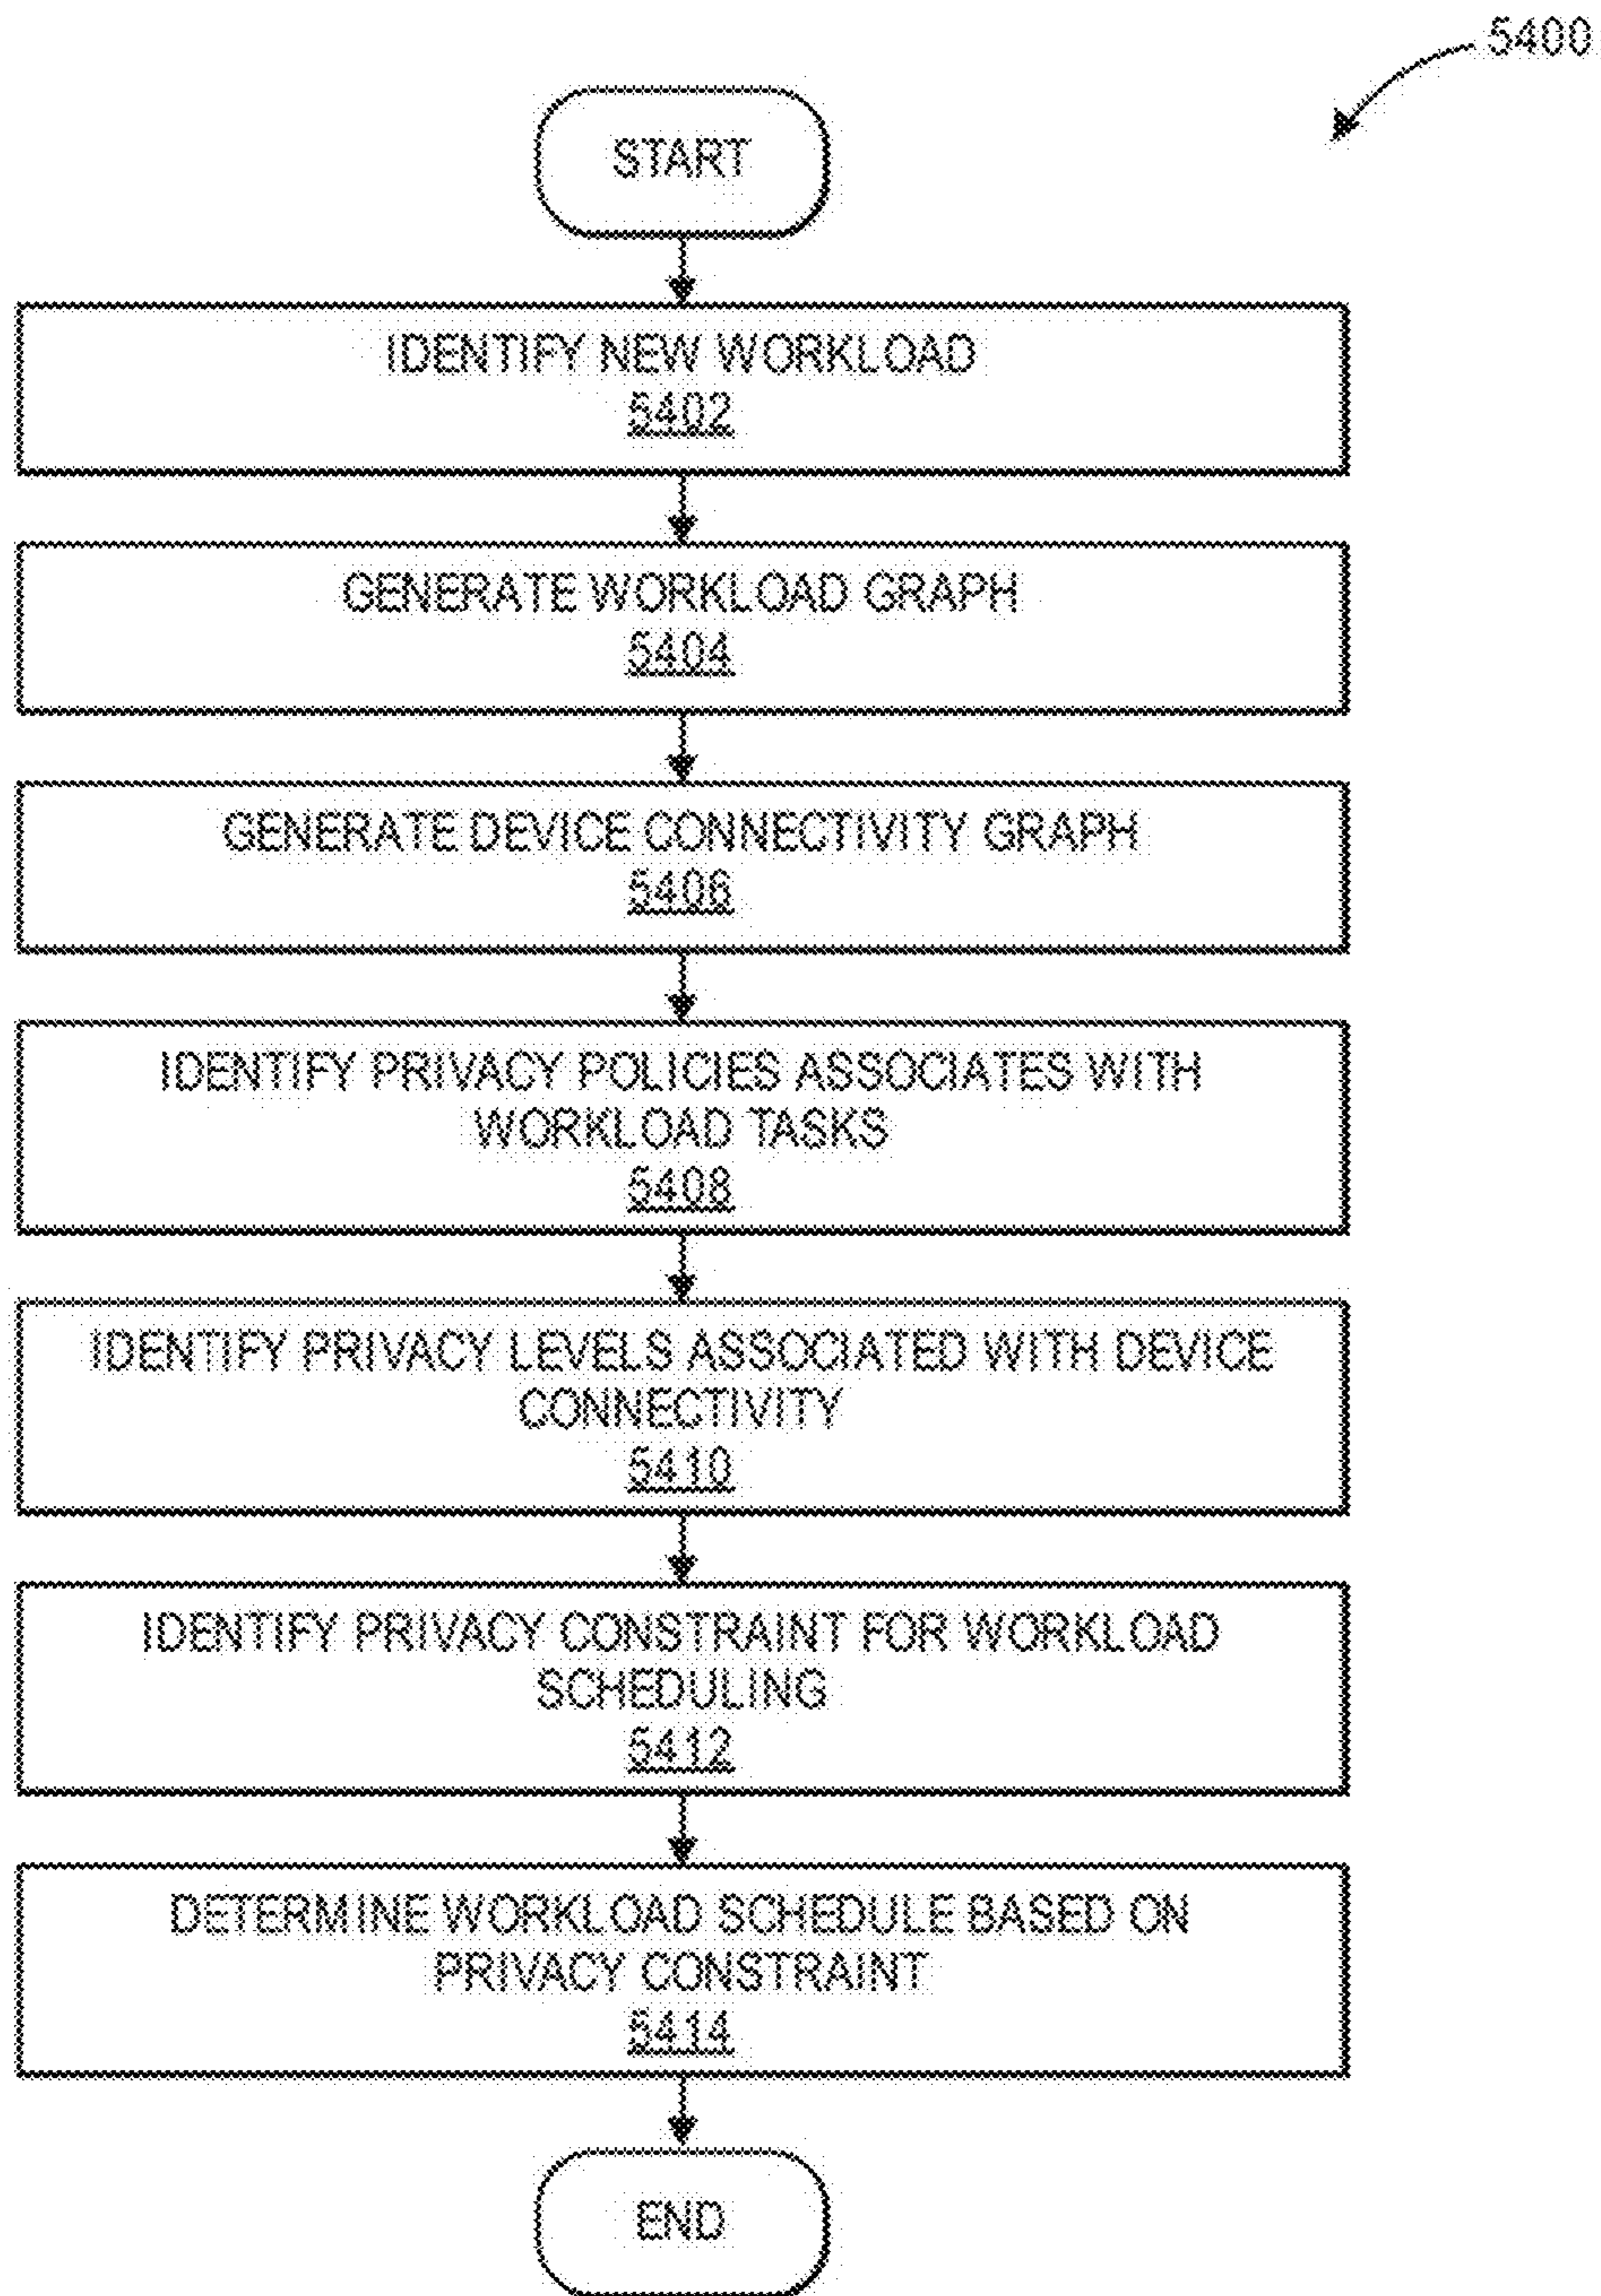 5400
START
IDENTIFY NEW WORKLOAD
5402
GENERATE WORKLOAD GRAPH
5404
GENERATE DEVICE CONNECTIVITY GRAPH
5406
IDENTIFY PRIVACY POLICIES ASSOCIATES WITH
WORKLOAD TASKS
5408
IDENTIFY PRIVACY LEVELS ASSOCIATED WITH DEVICE
CONNECTIVITY
5410
IDENTIFY PRIVACY CONSTRAINT FOR WORKLOAD
SCHEDULING
5412
DETERMINE WORKLOAD SCHEDULE BASED ON
PRIVACY CONSTRAINT
5414
END